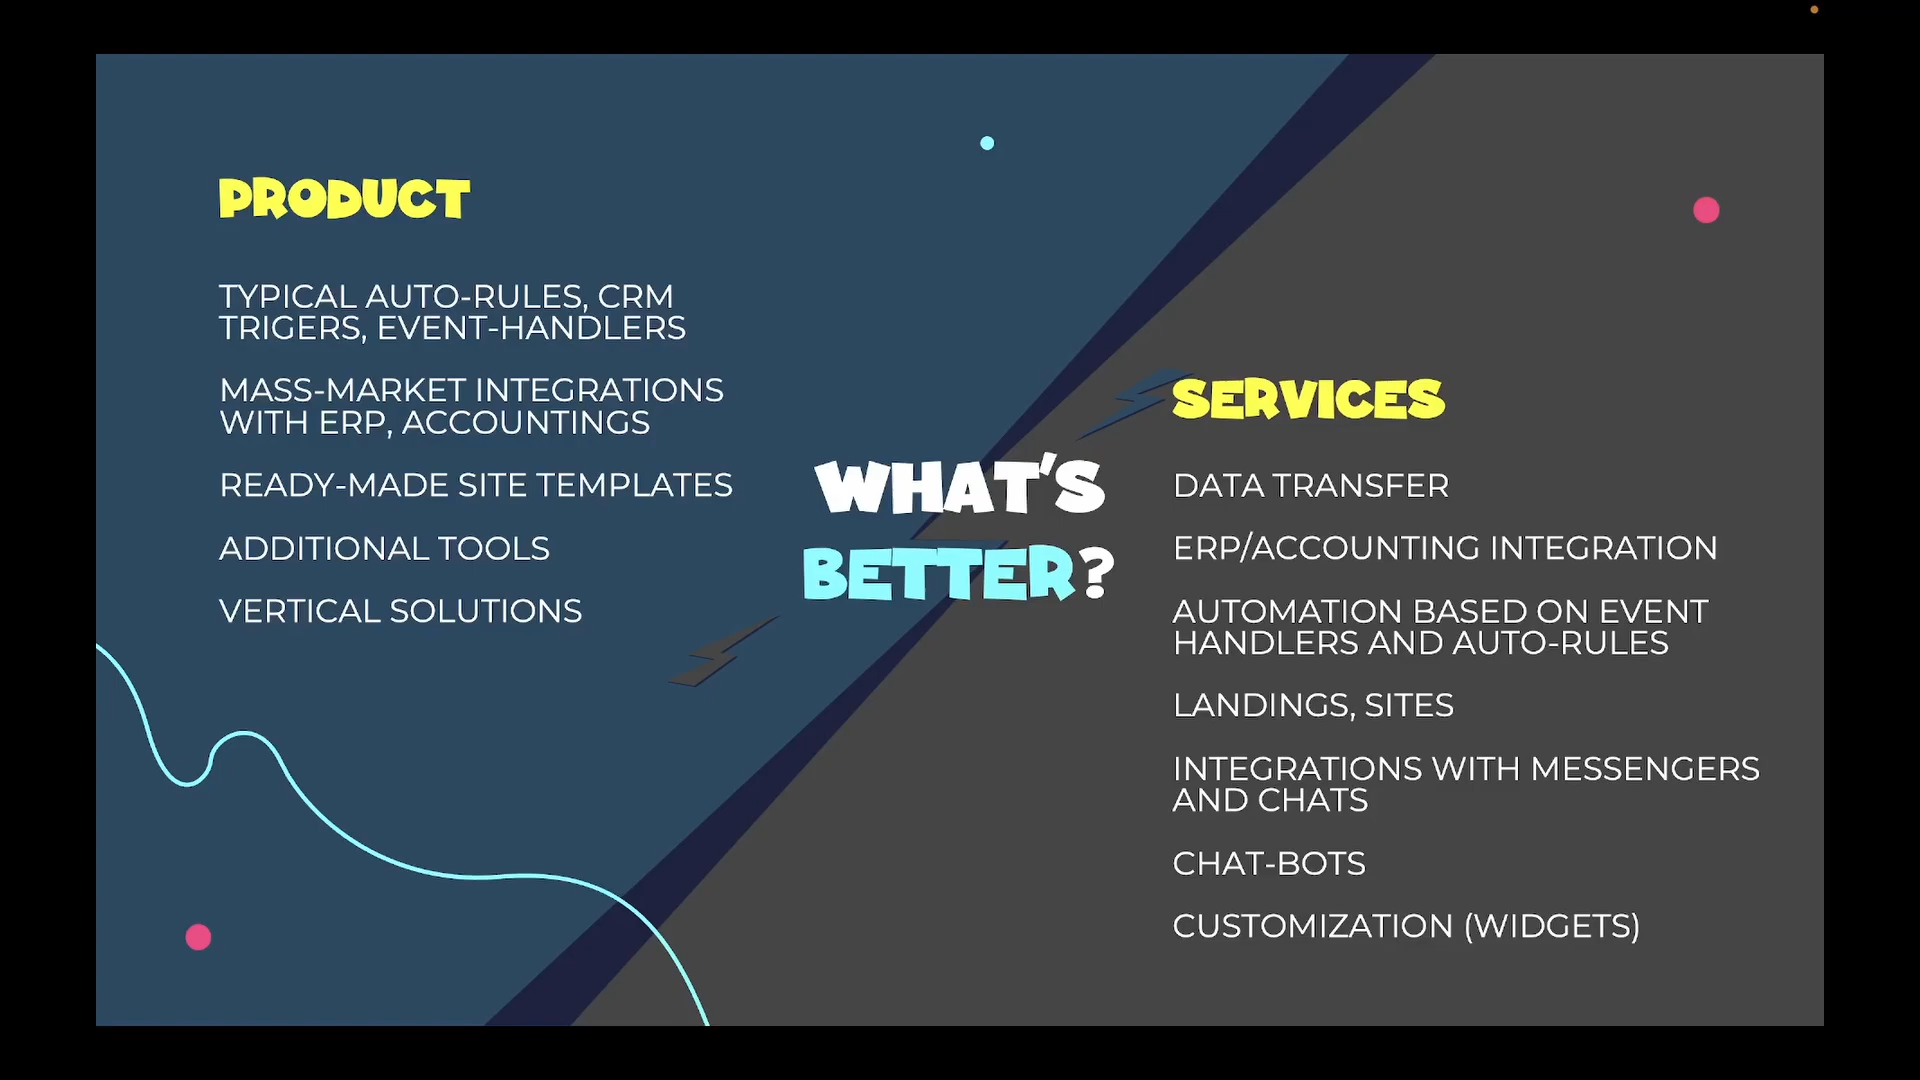 PRODUCT
TYPICAL AUTO-RULES, CRM
TRIGERS, EVENT-HANDLERS
MASS-MARKET INTEGRATIONS
WITH ERP, ACCOUNTINGS
READY-MADE SITE TEMPLATES
ADDITIONAL TOOLS
VERTICAL SOLUTIONS
WHAT'S
BETTER?
SERVICES
DATA TRANSFER
ERP/ACCOUNTING INTEGRATION
AUTOMATION BASED ON EVENT
HANDLERS AND AUTO-RULES
LANDINGS, SITES
INTEGRATIONS WITH MESSENGERS
AND CHATS
CHAT-BOTS
CUSTOMIZATION (WIDGETS)